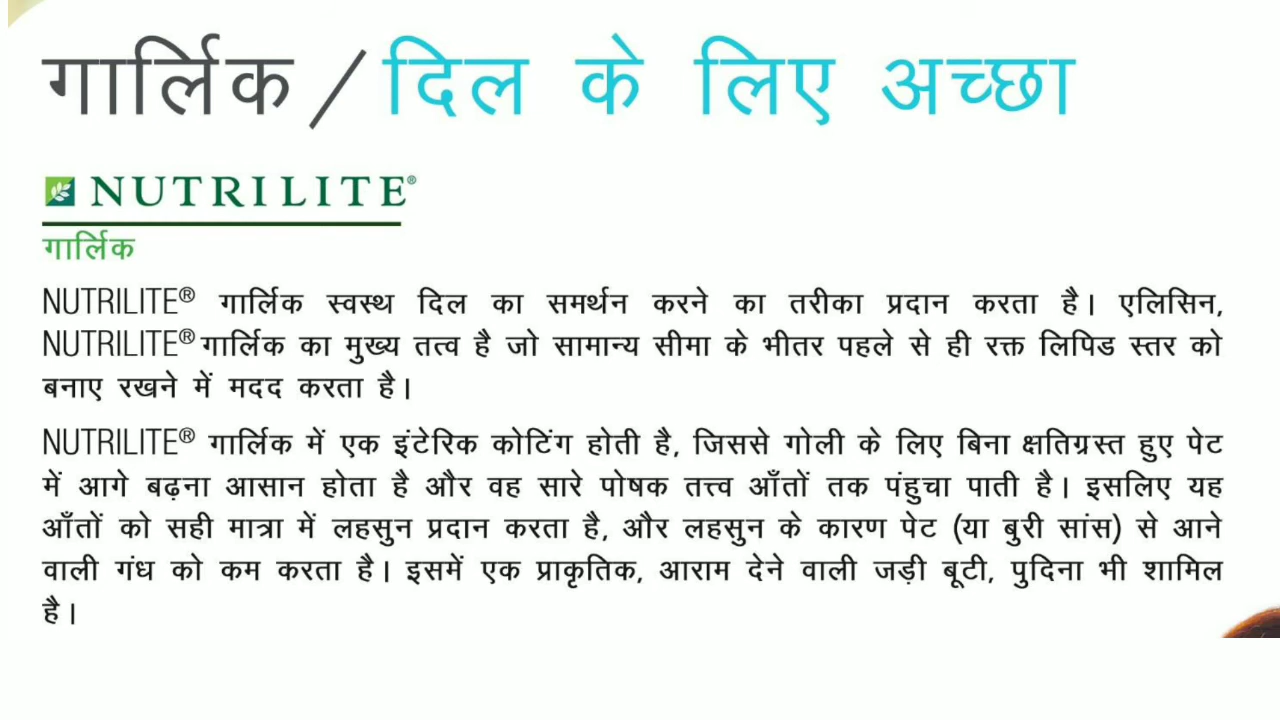 गार्लिक / दिल के लिए अच्छा
NUTRILITE®
गार्लिक
NUTRILITE® गार्लिक स्वस्थ दिल का समर्थन करने का तरीका प्रदान करता है। एलिसिन,
NUTRILITE® गार्लिक का मुख्य तत्व है जो सामान्य सीमा के भीतर पहले से ही रक्त लिपिड स्तर को
बनाए रखने में मदद करता है।
NUTRILITE® गार्लिक में एक इंटेरिक कोटिंग होती है, जिससे गोली के लिए बिना क्षतिग्रस्त हुए पेट
में आगे बढ़ना आसान होता है और वह सारे पोषक तत्त्व आँतों तक पंहुचा पाती है। इसलिए यह
आँतों को सही मात्रा में लहसुन प्रदान करता है, और लहसुन के कारण पेट (या बुरी सांस) से आने
वाली गंध को कम करता है। इसमें एक प्राकृतिक, आराम देने वाली जड़ी बूटी, पुदिना भी शामिल
है।